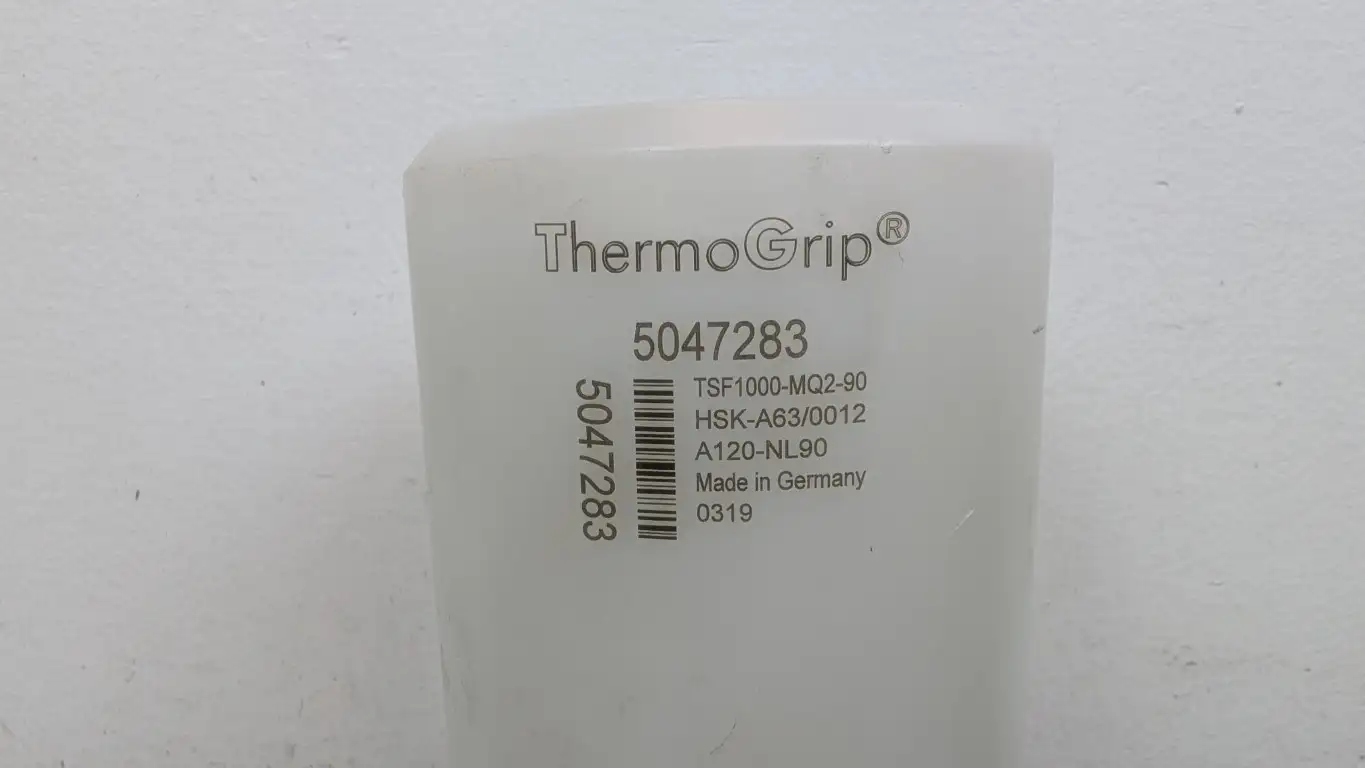 ThermoGrip®
5047283
5047283
TSF1000-MQ2-90
HSK-A63/0012
A120-NL90
Made in Germany
0319